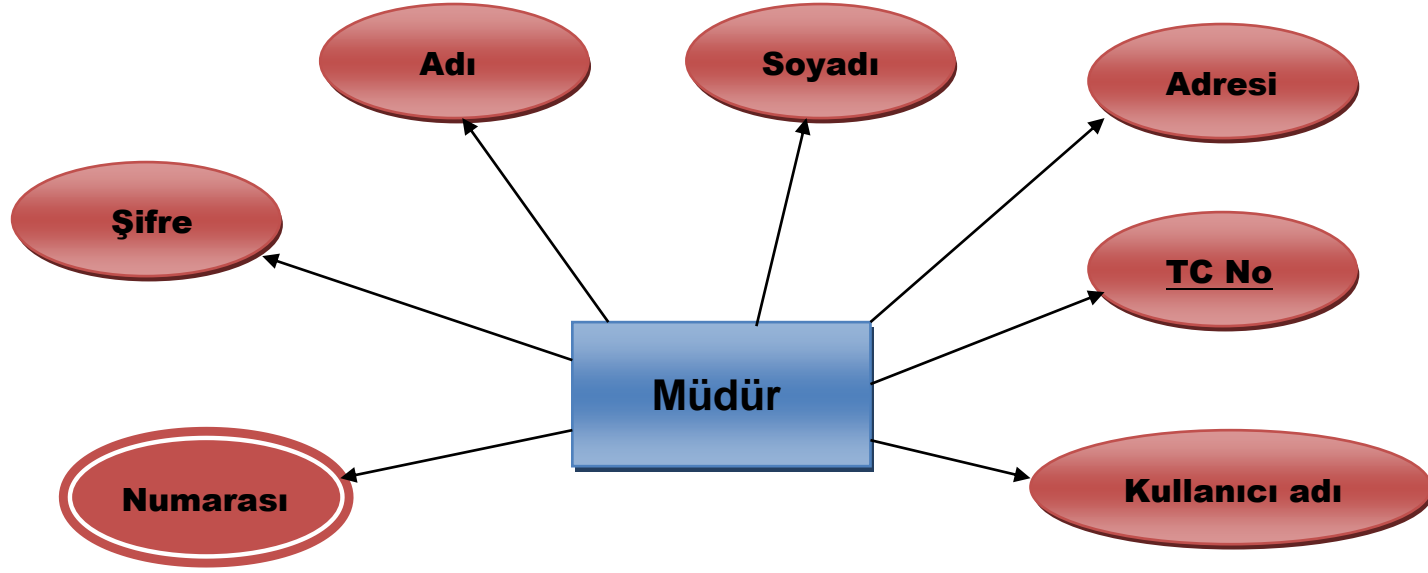 Adı
Soyadı
Adresi
Şifre
TC No
Müdür
Numarası
Kullanıcı adı